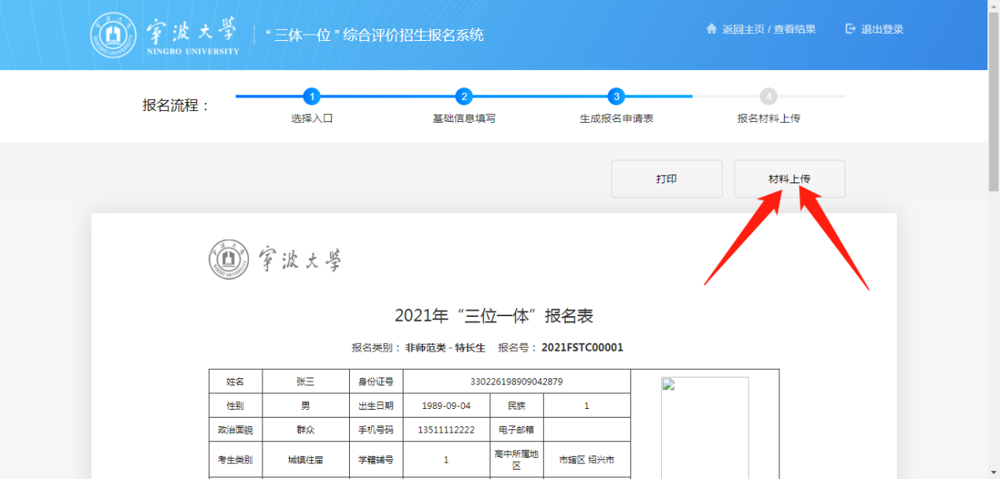 宁波大学
NINGBO UNIVERSITY
“三体一位”综合评价招生报名系统
返回主页 / 查看结果
退出登录
报名流程：
1 2 3 4
选择入口 基础信息填写 生成报名申请表 报名材料上传
打印 材料上传
宁波大学
2021年“三位一体”报名表
报名类别： 非师范类 - 特长生 报名号： 2021FSTC00001
姓名 张三 身份证号 330226198909042879
性别 男 出生日期 1989-09-04 民族 1
政治面貌 群众 手机号码 13511112222 电子邮箱
考生类别 城镇往届 学籍辅号 1 高中所属地区 市辖区 绍兴市